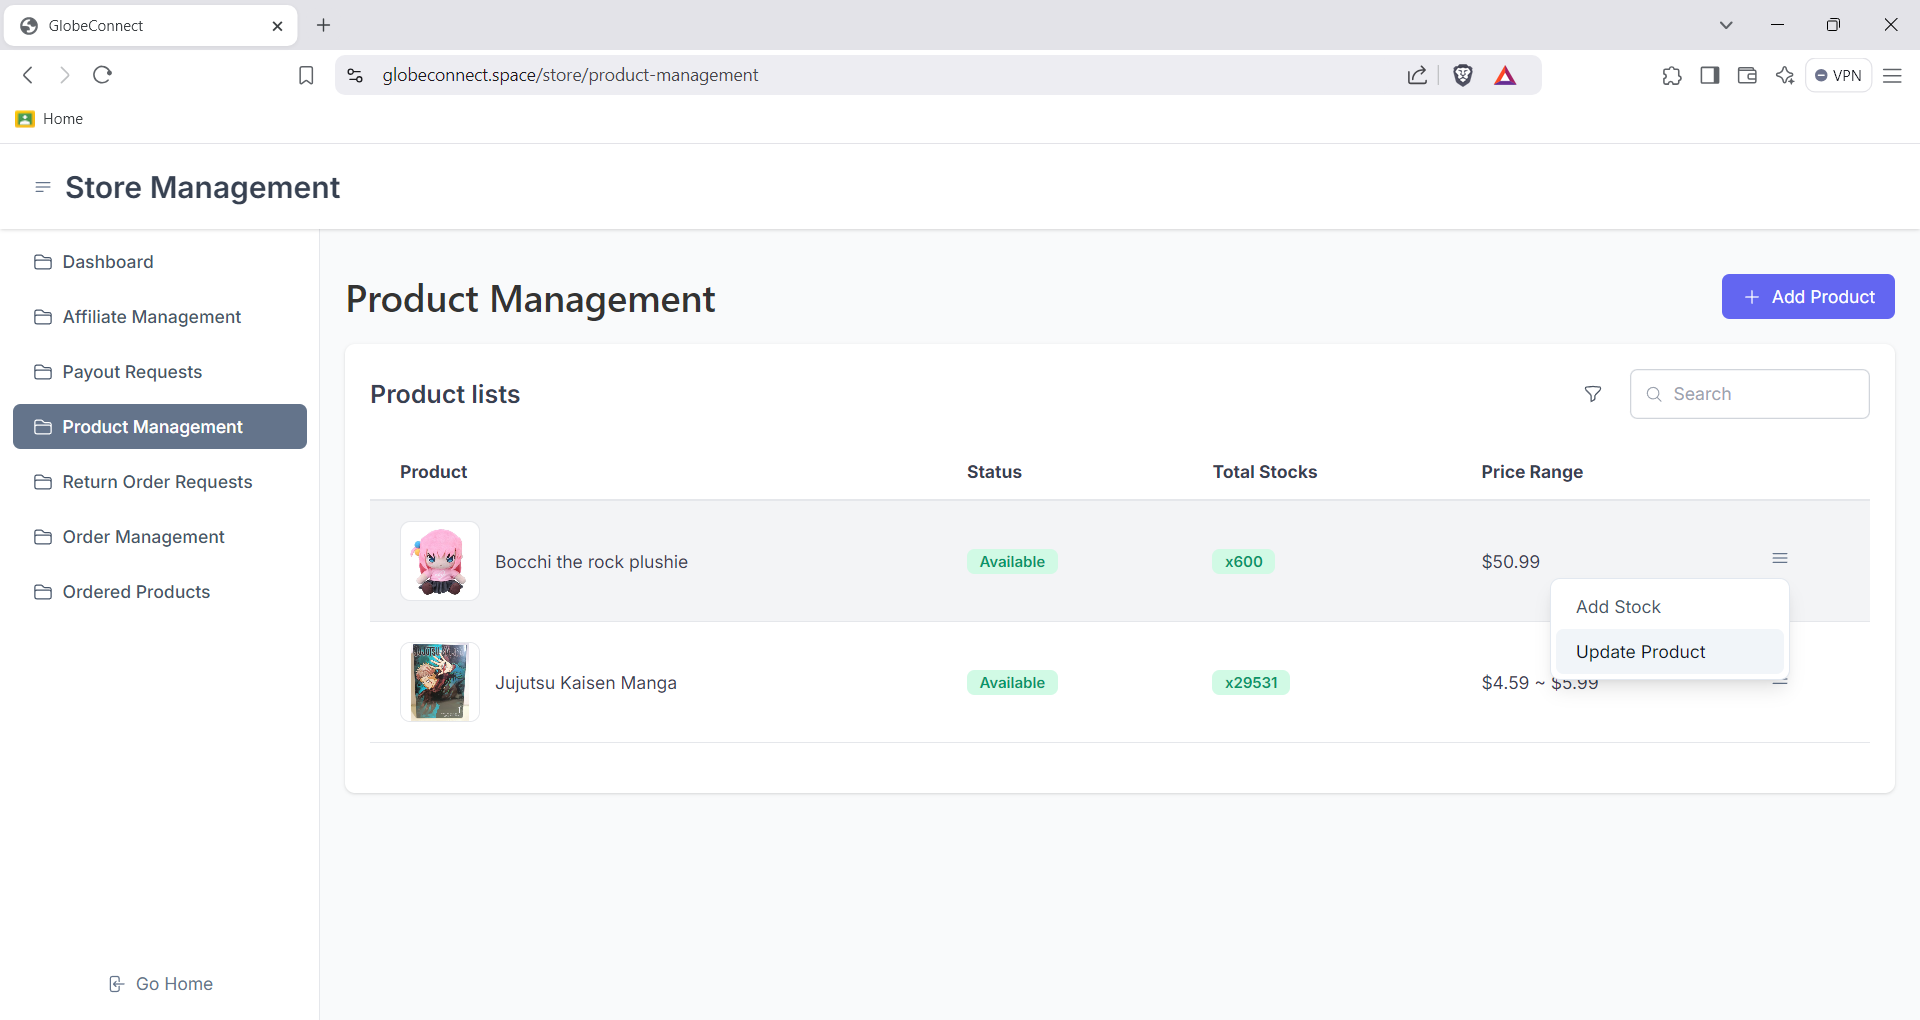 GlobeConnect
globeconnect.space/store/product-management
VPN
Home
Store Management
Dashboard
Affiliate Management
Payout Requests
Product Management
Return Order Requests
Order Management
Ordered Products
Go Home
Product Management
Add Product
Product lists
Search
Product Status Total Stocks Price Range
Bocchi the rock plushie Available x600 $50.99
Add Stock
Update Product
Jujutsu Kaisen Manga Available x29531 $4.59 ~ $5.99